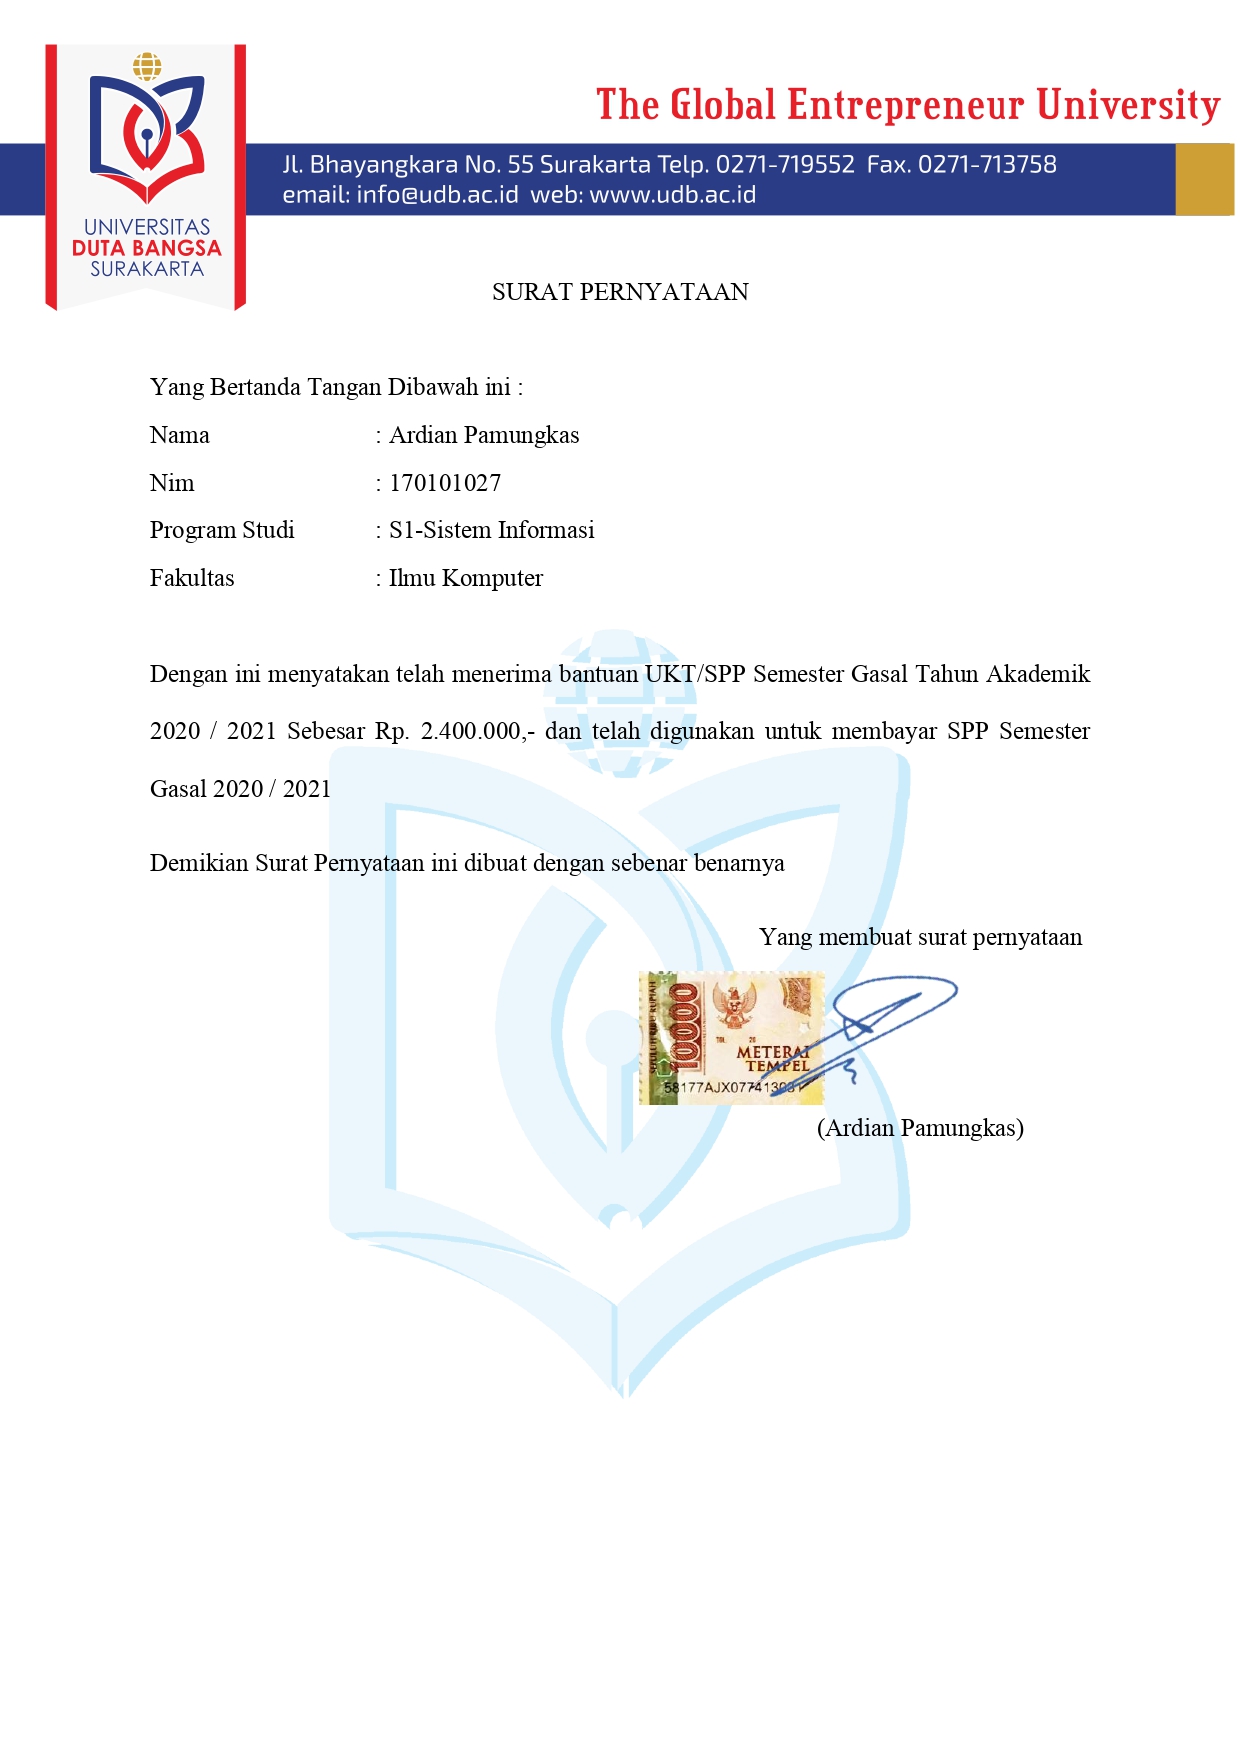 The Global Entrepreneur University
Jl. Bhayangkara No. 55 Surakarta Telp. 0271-719552 Fax. 0271-713758
email: info@udb.ac.id web: www.udb.ac.id
UNIVERSITAS
DUTA BANGSA
SURAKARTA
SURAT PERNYATAAN
Yang Bertanda Tangan Dibawah ini :
Nama : Ardian Pamungkas
Nim : 170101027
Program Studi : S1-Sistem Informasi
Fakultas : Ilmu Komputer
Dengan ini menyatakan telah menerima bantuan UKT/SPP Semester Gasal Tahun Akademik
2020 / 2021 Sebesar Rp. 2.400.000,- dan telah digunakan untuk membayar SPP Semester
Gasal 2020 / 2021
Demikian Surat Pernyataan ini dibuat dengan sebenar benarnya
Yang membuat surat pernyataan
SEPULUH RIBU RUPIAH
10000
TGL. 20
METERAI
TEMPEL
58177AJX077413031
(Ardian Pamungkas)